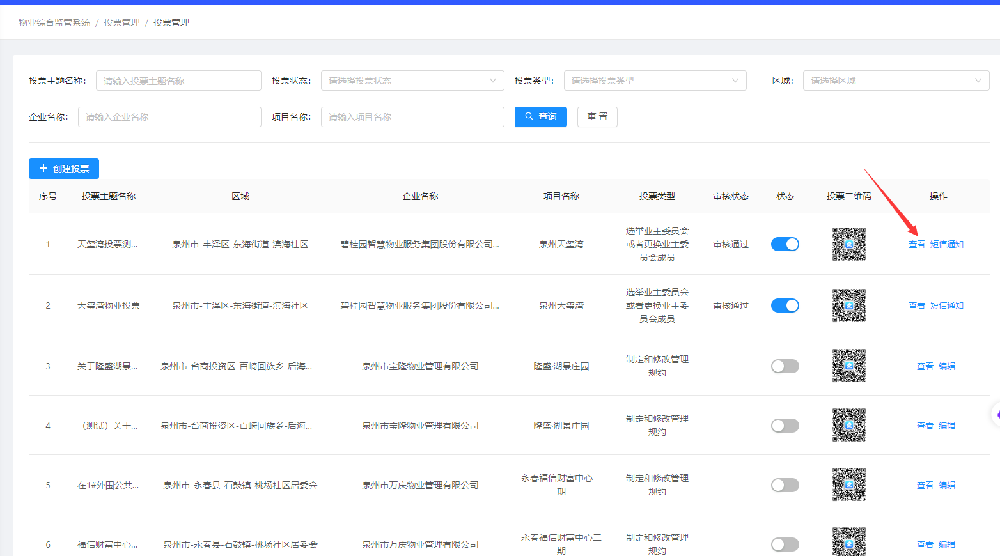 物业综合监管系统 / 投票管理 / 投票管理
投票主题名称： 请输入投票主题名称 投票状态： 请选择投票状态 投票类型： 请选择投票类型 区域： 请选择区域
企业名称： 请输入企业名称 项目名称： 请输入项目名称 查询 重 置
+ 创建投票
序号 投票主题名称 区域 企业名称 项目名称 投票类型 审核状态 状态 投票二维码 操作
1 天玺湾投票测... 泉州市-丰泽区-东海街道-滨海社区 碧桂园智慧物业服务集团股份有限公司... 泉州天玺湾 选举业主委员会
或者更换业主委
员会成员 审核通过 查看 短信通知
2 天玺湾物业投票 泉州市-丰泽区-东海街道-滨海社区 碧桂园智慧物业服务集团股份有限公司... 泉州天玺湾 选举业主委员会
或者更换业主委
员会成员 审核通过 查看 短信通知
3 关于隆盛湖景... 泉州市-台商投资区-百崎回族乡-后海... 泉州市宝隆物业管理有限公司 隆盛·湖景庄园 制定和修改管理
规约 查看 编辑
4 （测试）关于... 泉州市-台商投资区-百崎回族乡-后海... 泉州市宝隆物业管理有限公司 隆盛·湖景庄园 制定和修改管理
规约 查看 编辑
5 在1#外围公共... 泉州市-永春县-石鼓镇-桃场社区居委会 泉州市万庆物业管理有限公司 永春福信财富中心二
期 制定和修改管理
规约 查看 编辑
6 福信财富中心... 泉州市-永春县-石鼓镇-桃场社区居委会 泉州市万庆物业管理有限公司 永春福信财富中心二
期 制定和修改管理
规约 查看 编辑